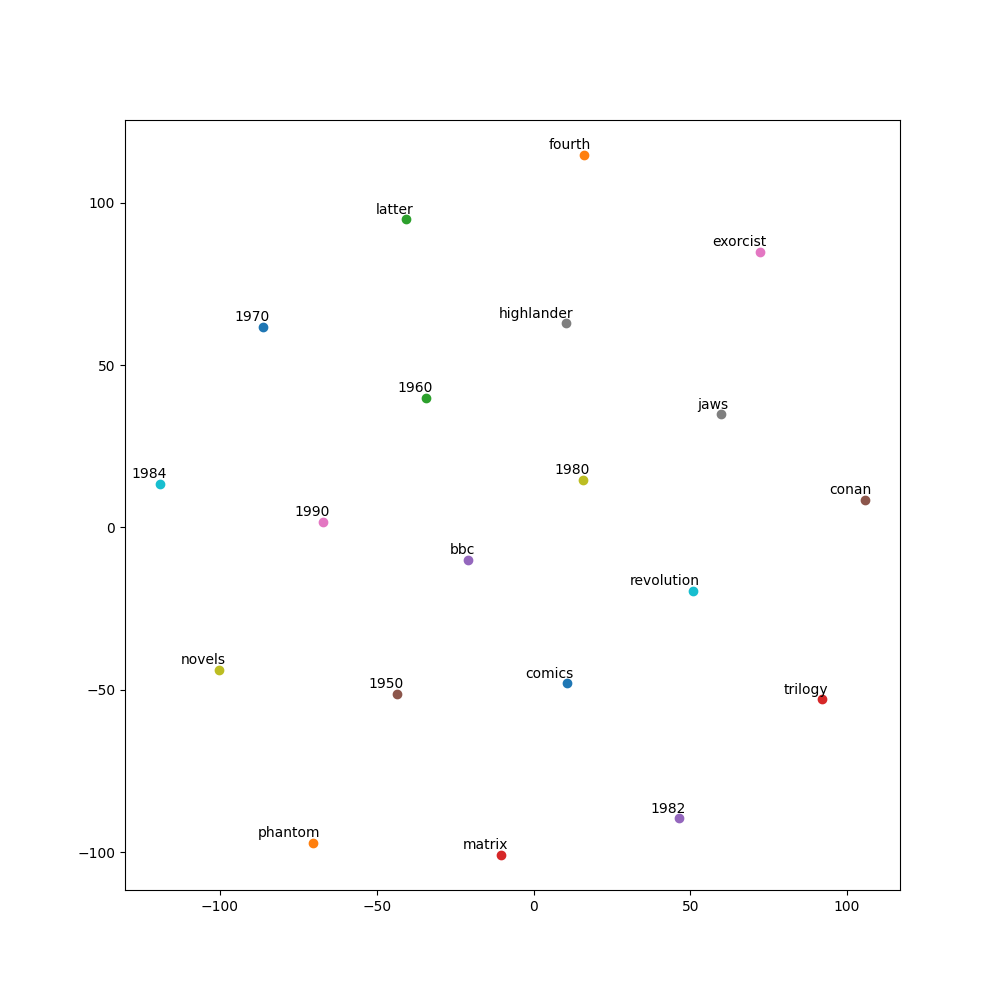 fourth
latter
exorcist
highlander
1970
1960
jaws
1984
1980
conan
1990
bbc
revolution
novels
1950
comics
trilogy
1982
phantom
matrix
100
50
0
−50
−100
−100
−50
0
50
100